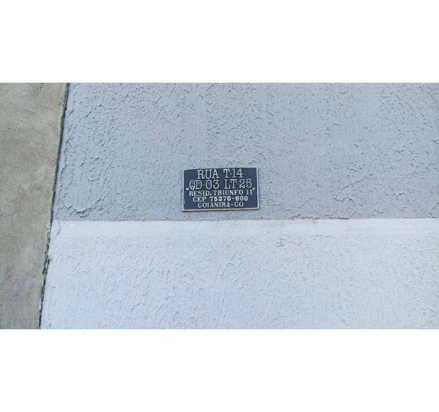 RUA T-14
QD-03 LT 25
RESID. TRIUNFO II
CEP 75370-000
GOIANIRA-GO